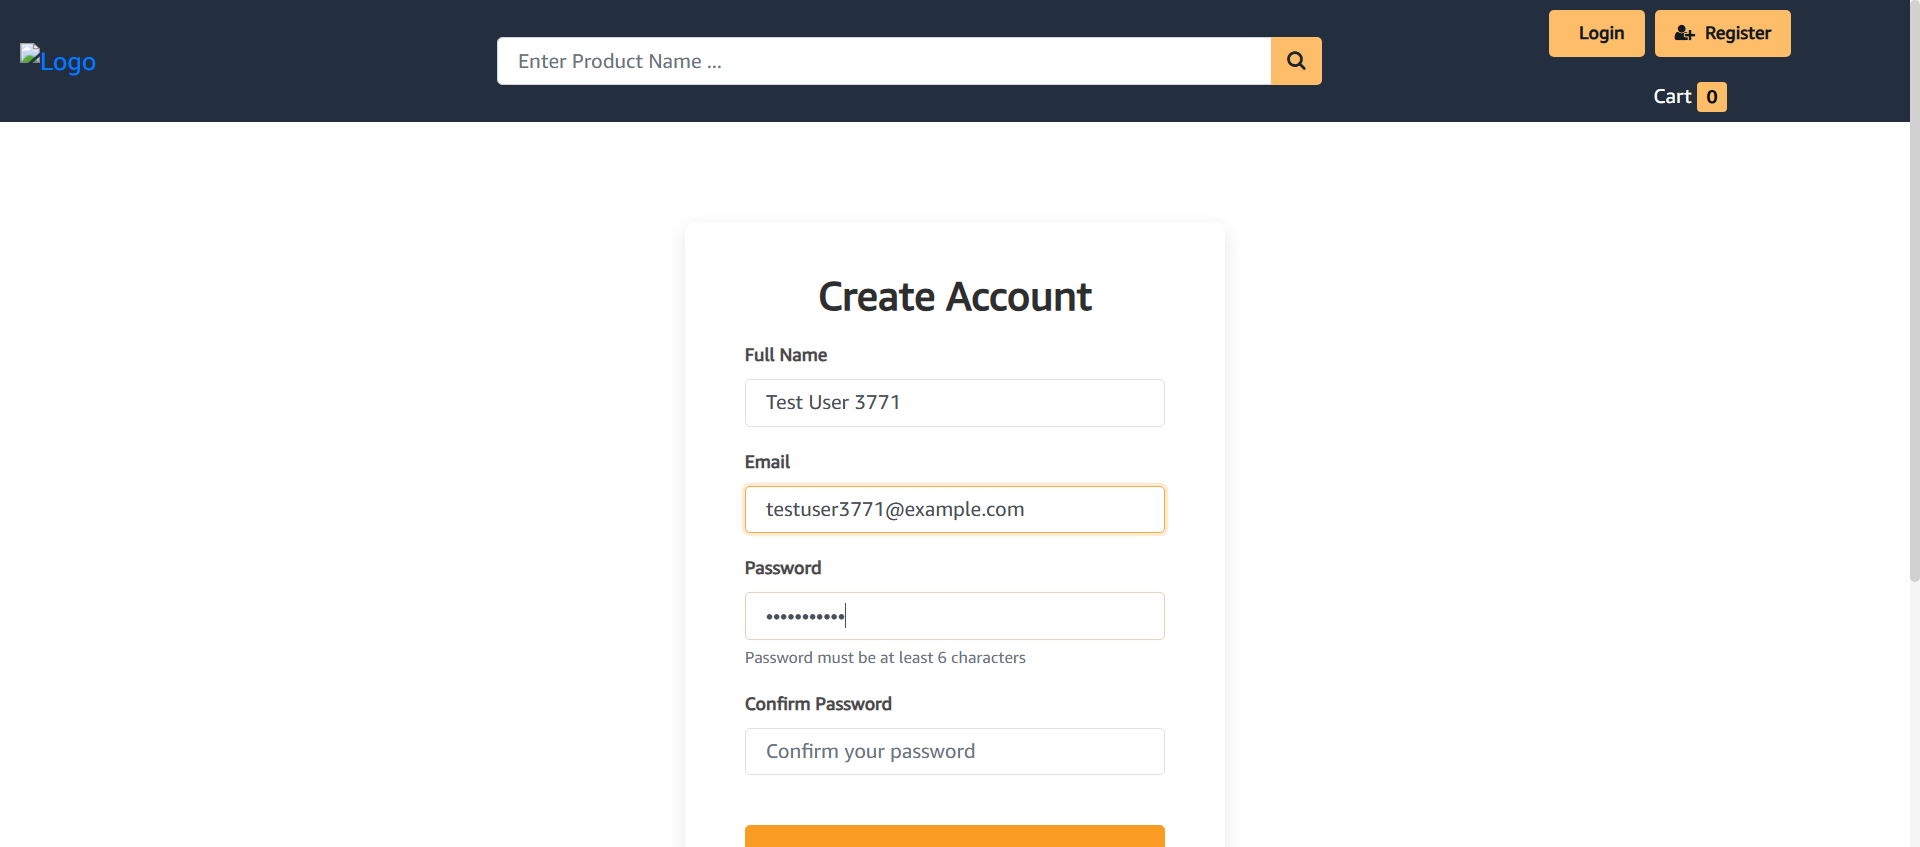 Logo
Enter Product Name ...
Login
Register
Cart 0
Create Account
Full Name
Test User 3771
Email
testuser3771@example.com
Password
•••••••••••
Password must be at least 6 characters
Confirm Password
Confirm your password